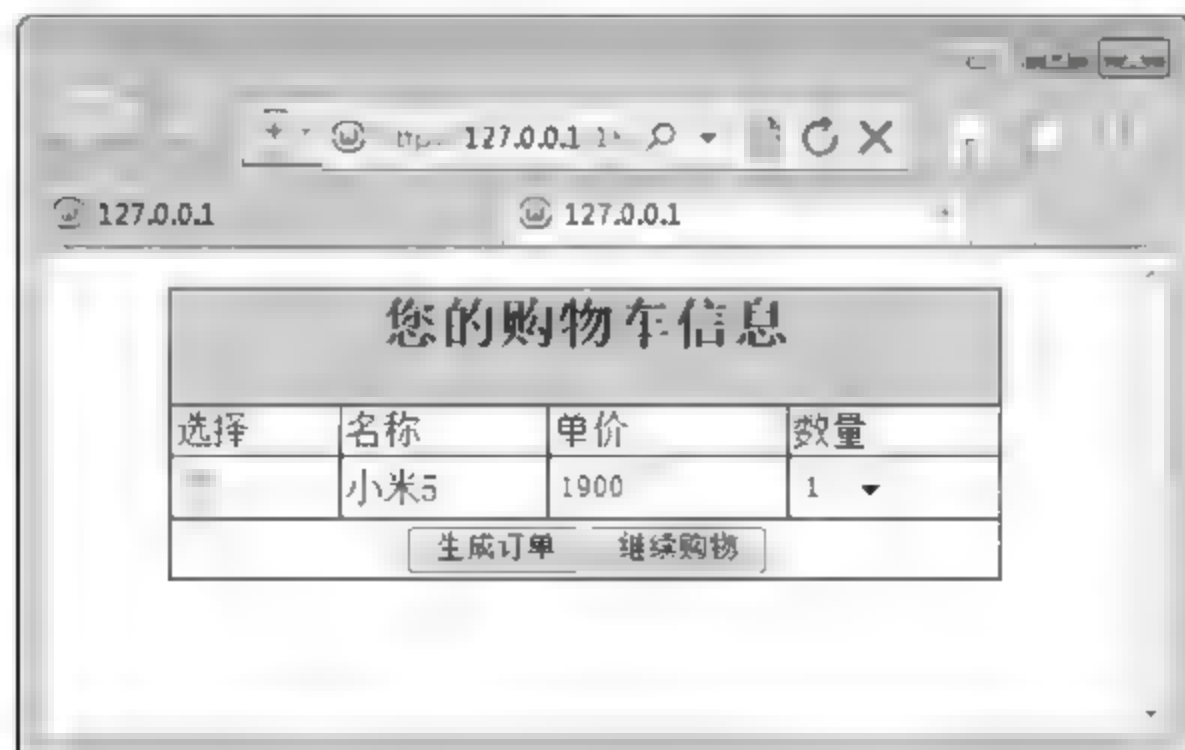 127.0.0.1
127.0.0.1 127.0.0.1
您的购物车信息
选择 名称 单价 数量
小米5 1900 1
生成订单 继续购物